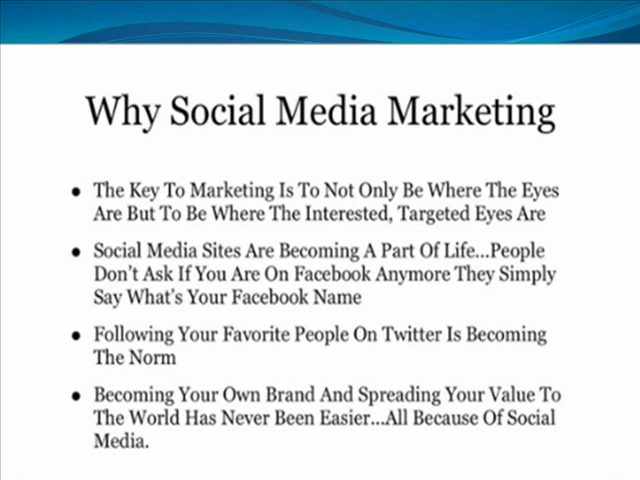 Why Social Media Marketing
● The Key To Marketing Is To Not Only Be Where The Eyes
Are But To Be Where The Interested, Targeted Eyes Are
● Social Media Sites Are Becoming A Part Of Life...People
Don't Ask If You Are On Facebook Anymore They Simply
Say What's Your Facebook Name
● Following Your Favorite People On Twitter Is Becoming
The Norm
● Becoming Your Own Brand And Spreading Your Value To
The World Has Never Been Easier...All Because Of Social
Media.